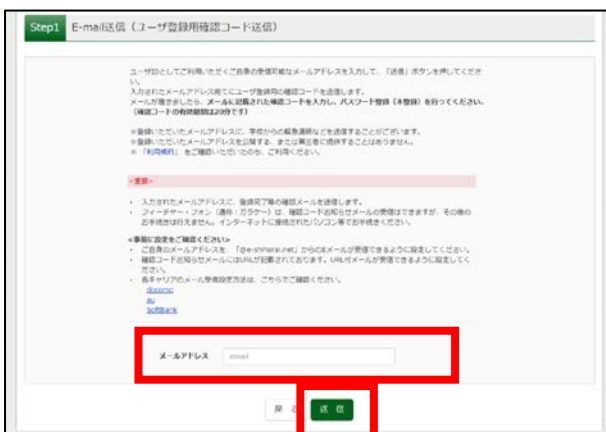 Step1 E-mail送信（ユーザ登録用確認コード送信）
ユーザIDとしてご利用いただくご自身の受信可能なメールアドレスを入力して、「送信」ボタンを押してくださ
い。
入力されたメールアドレス宛てにユーザ登録用の確認コードを送信します。
メールが届きましたら、メールに記載された確認コードを入力し、パスワード登録（本登録）を行ってください。
（確認コードの有効期間は20分です）
※登録いただいたメールアドレスに、学校からの緊急連絡などを送信することがございます。
※登録いただいたメールアドレスを公開する、または第三者に提供することはありません。
※「利用規約」をご確認いただいたのち、ご利用ください。
<重要>
・ 入力されたメールアドレスに、登録完了等の確認メールを送信します。
・ フィーチャー・フォン（通称：ガラケー）は、確認コードお知らせメールの受信はできますが、その後の
お手続きは行えません。インターネットに接続されたパソコン等でお手続きください。
<事前に設定をご確認ください>
・ ご自身のメールアドレスを、「@e-shiharai.net」からのEメールが受信できるように設定してください。
・ 確認コードお知らせメールにはURLが記載されております。URL付メールが受信できるように設定してく
ださい。
・ 各キャリアのメール受信設定方法は、こちらでご確認ください。
docomo
au
SoftBank
メールアドレス email
戻 る 送 信